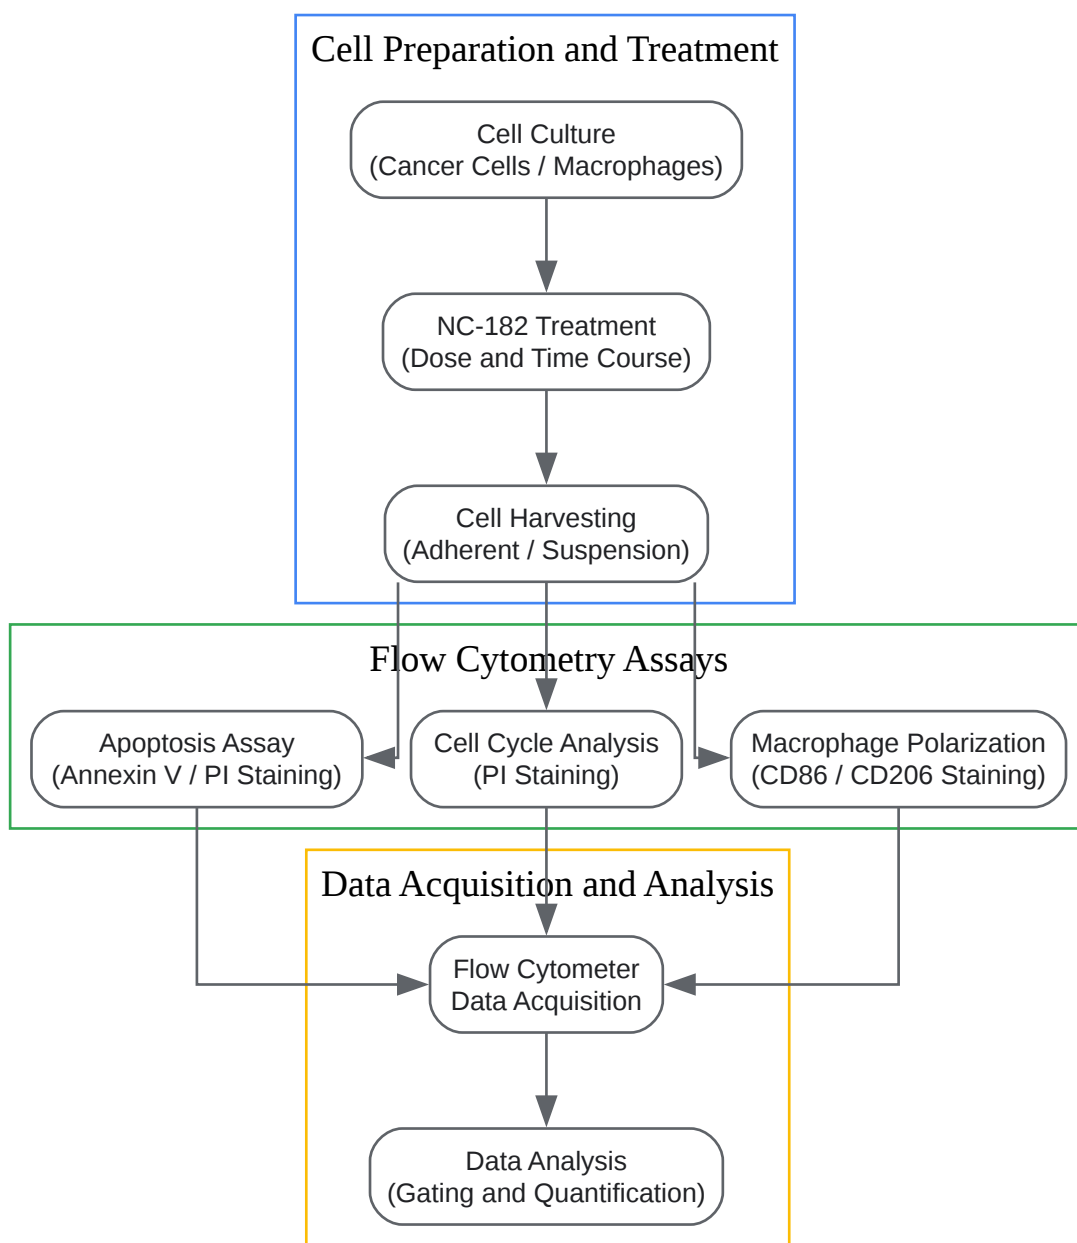 Cell Preparation and Treatment
Cell Culture
(Cancer Cells / Macrophages)
NC-182 Treatment
(Dose and Time Course)
Cell Harvesting
(Adherent / Suspension)
Flow Cytometry Assays
Apoptosis Assay
(Annexin V / PI Staining)
Cell Cycle Analysis
(PI Staining)
Macrophage Polarization
(CD86 / CD206 Staining)
Data Acquisition and Analysis
Flow Cytometer
Data Acquisition
Data Analysis
(Gating and Quantification)